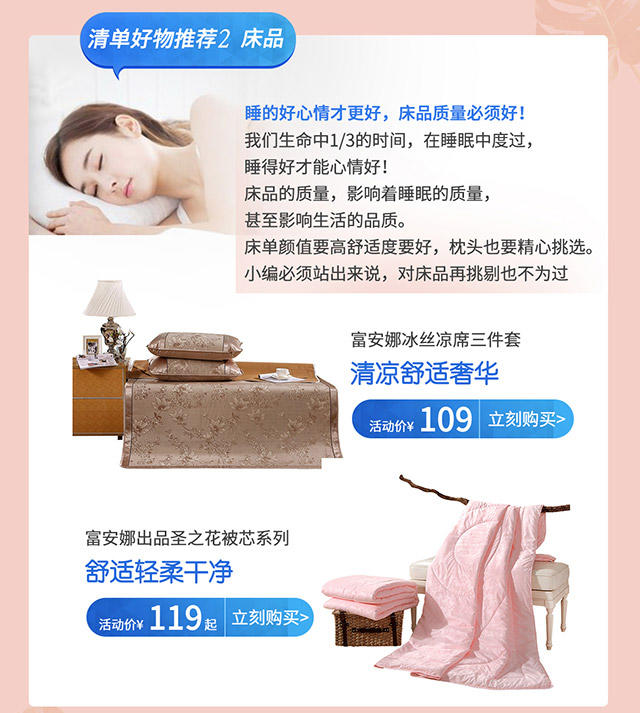 清单好物推荐2 床品
睡的好心情才更好，床品质量必须好！
我们生命中1/3的时间，在睡眠中度过，
睡得好才能心情好！
床品的质量，影响着睡眠的质量，
甚至影响生活的品质。
床单颜值要高舒适度要好，枕头也要精心挑选。
小编必须站出来说，对床品再挑剔也不为过
富安娜冰丝凉席三件套
清凉舒适奢华
活动价¥ 109 立刻购买>
富安娜出品圣之花被芯系列
舒适轻柔干净
活动价¥ 119起 立刻购买>